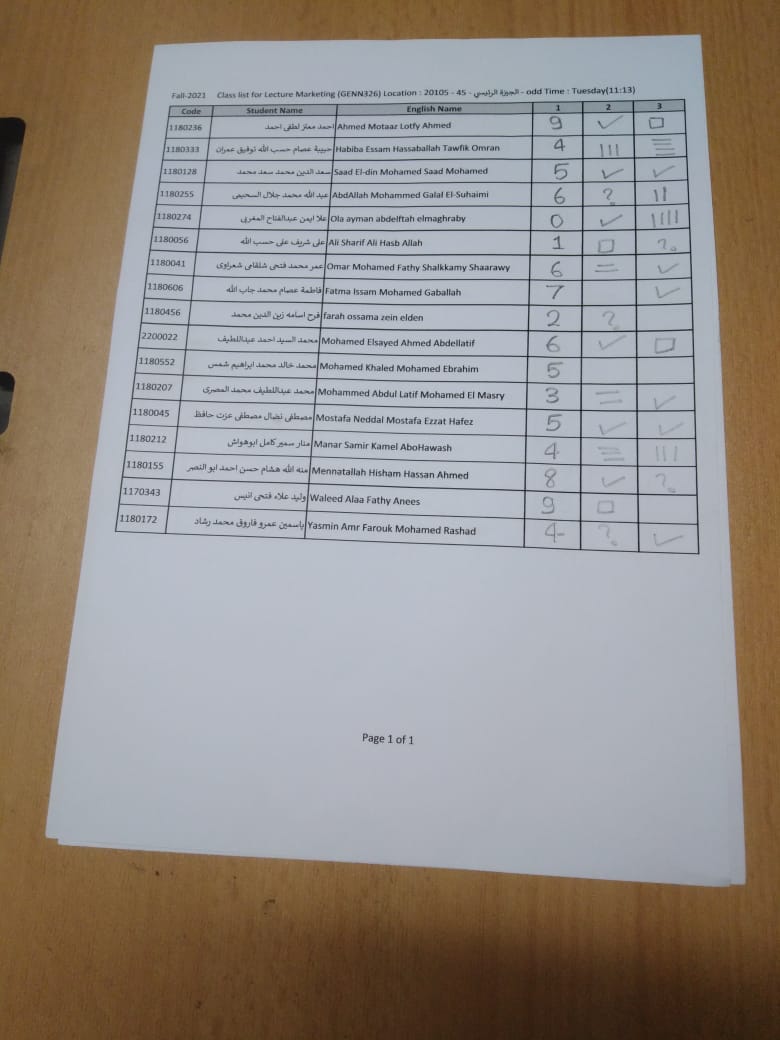 Fall-2021 Class list for Lecture Marketing (GENN326) Location : 20105 - 45 - الجيزة الرئيسي - odd Time : Tuesday(11:13)
Code Student Name English Name 1 2 3
1180236 احمد معتز لطفى احمد Ahmed Motaar Lotfy Ahmed 9 ✓ □
1180333 حبيبة عصام حسب الله توفيق عمران Habiba Essam Hassaballah Tawfik Omran 4 ||| ☰
1180128 سعد الدين محمد سعد محمد Saad El-din Mohamed Saad Mohamed 5 ✓ ✓
1180255 عبد الله محمد جلال السحيمى AbdAllah Mohammed Galal El-Suhaimi 6 ? ||
1180274 علا ايمن عبدالفتاح المغربى Ola ayman abdelftah elmaghraby 0 ✓ ||||
1180056 على شريف على حسب الله Ali Sharif Ali Hasb Allah 1 □ ?
1180041 عمر محمد فتحى شلقامى شعراوى Omar Mohamed Fathy Shalkkamy Shaarawy 6 = ✓
1180606 فاطمة عصام محمد جاب الله Fatma Issam Mohamed Gaballah 7 ✓
1180456 فرح اسامه زين الدين محمد farah ossama zein elden 2 ?
2200022 محمد السيد احمد عبداللطيف Mohamed Elsayed Ahmed Abdellatif 6 ✓ □
1180552 محمد خالد محمد ابراهيم شمس Mohamed Khaled Mohamed Ebrahim 5
1180207 محمد عبداللطيف محمد المصرى Mohammed Abdul Latif Mohamed El Masry 3 = ✓
1180045 مصطفى نضال مصطفى عزت حافظ Mostafa Neddal Mostafa Ezzat Hafez 5 ✓ ✓
1180212 منار سمير كامل ابوهواش Manar Samir Kamel AboHawash 4 ☰ |||
1180155 منه الله هشام حسن احمد ابو النصر Mennatallah Hisham Hassan Ahmed 8 ✓ ?
1170343 وليد علاء فتحى انيس Waleed Alaa Fathy Anees 9 □
1180172 ياسمين عمرو فاروق محمد رشاد Yasmin Amr Farouk Mohamed Rashad 4 ? ✓
Page 1 of 1